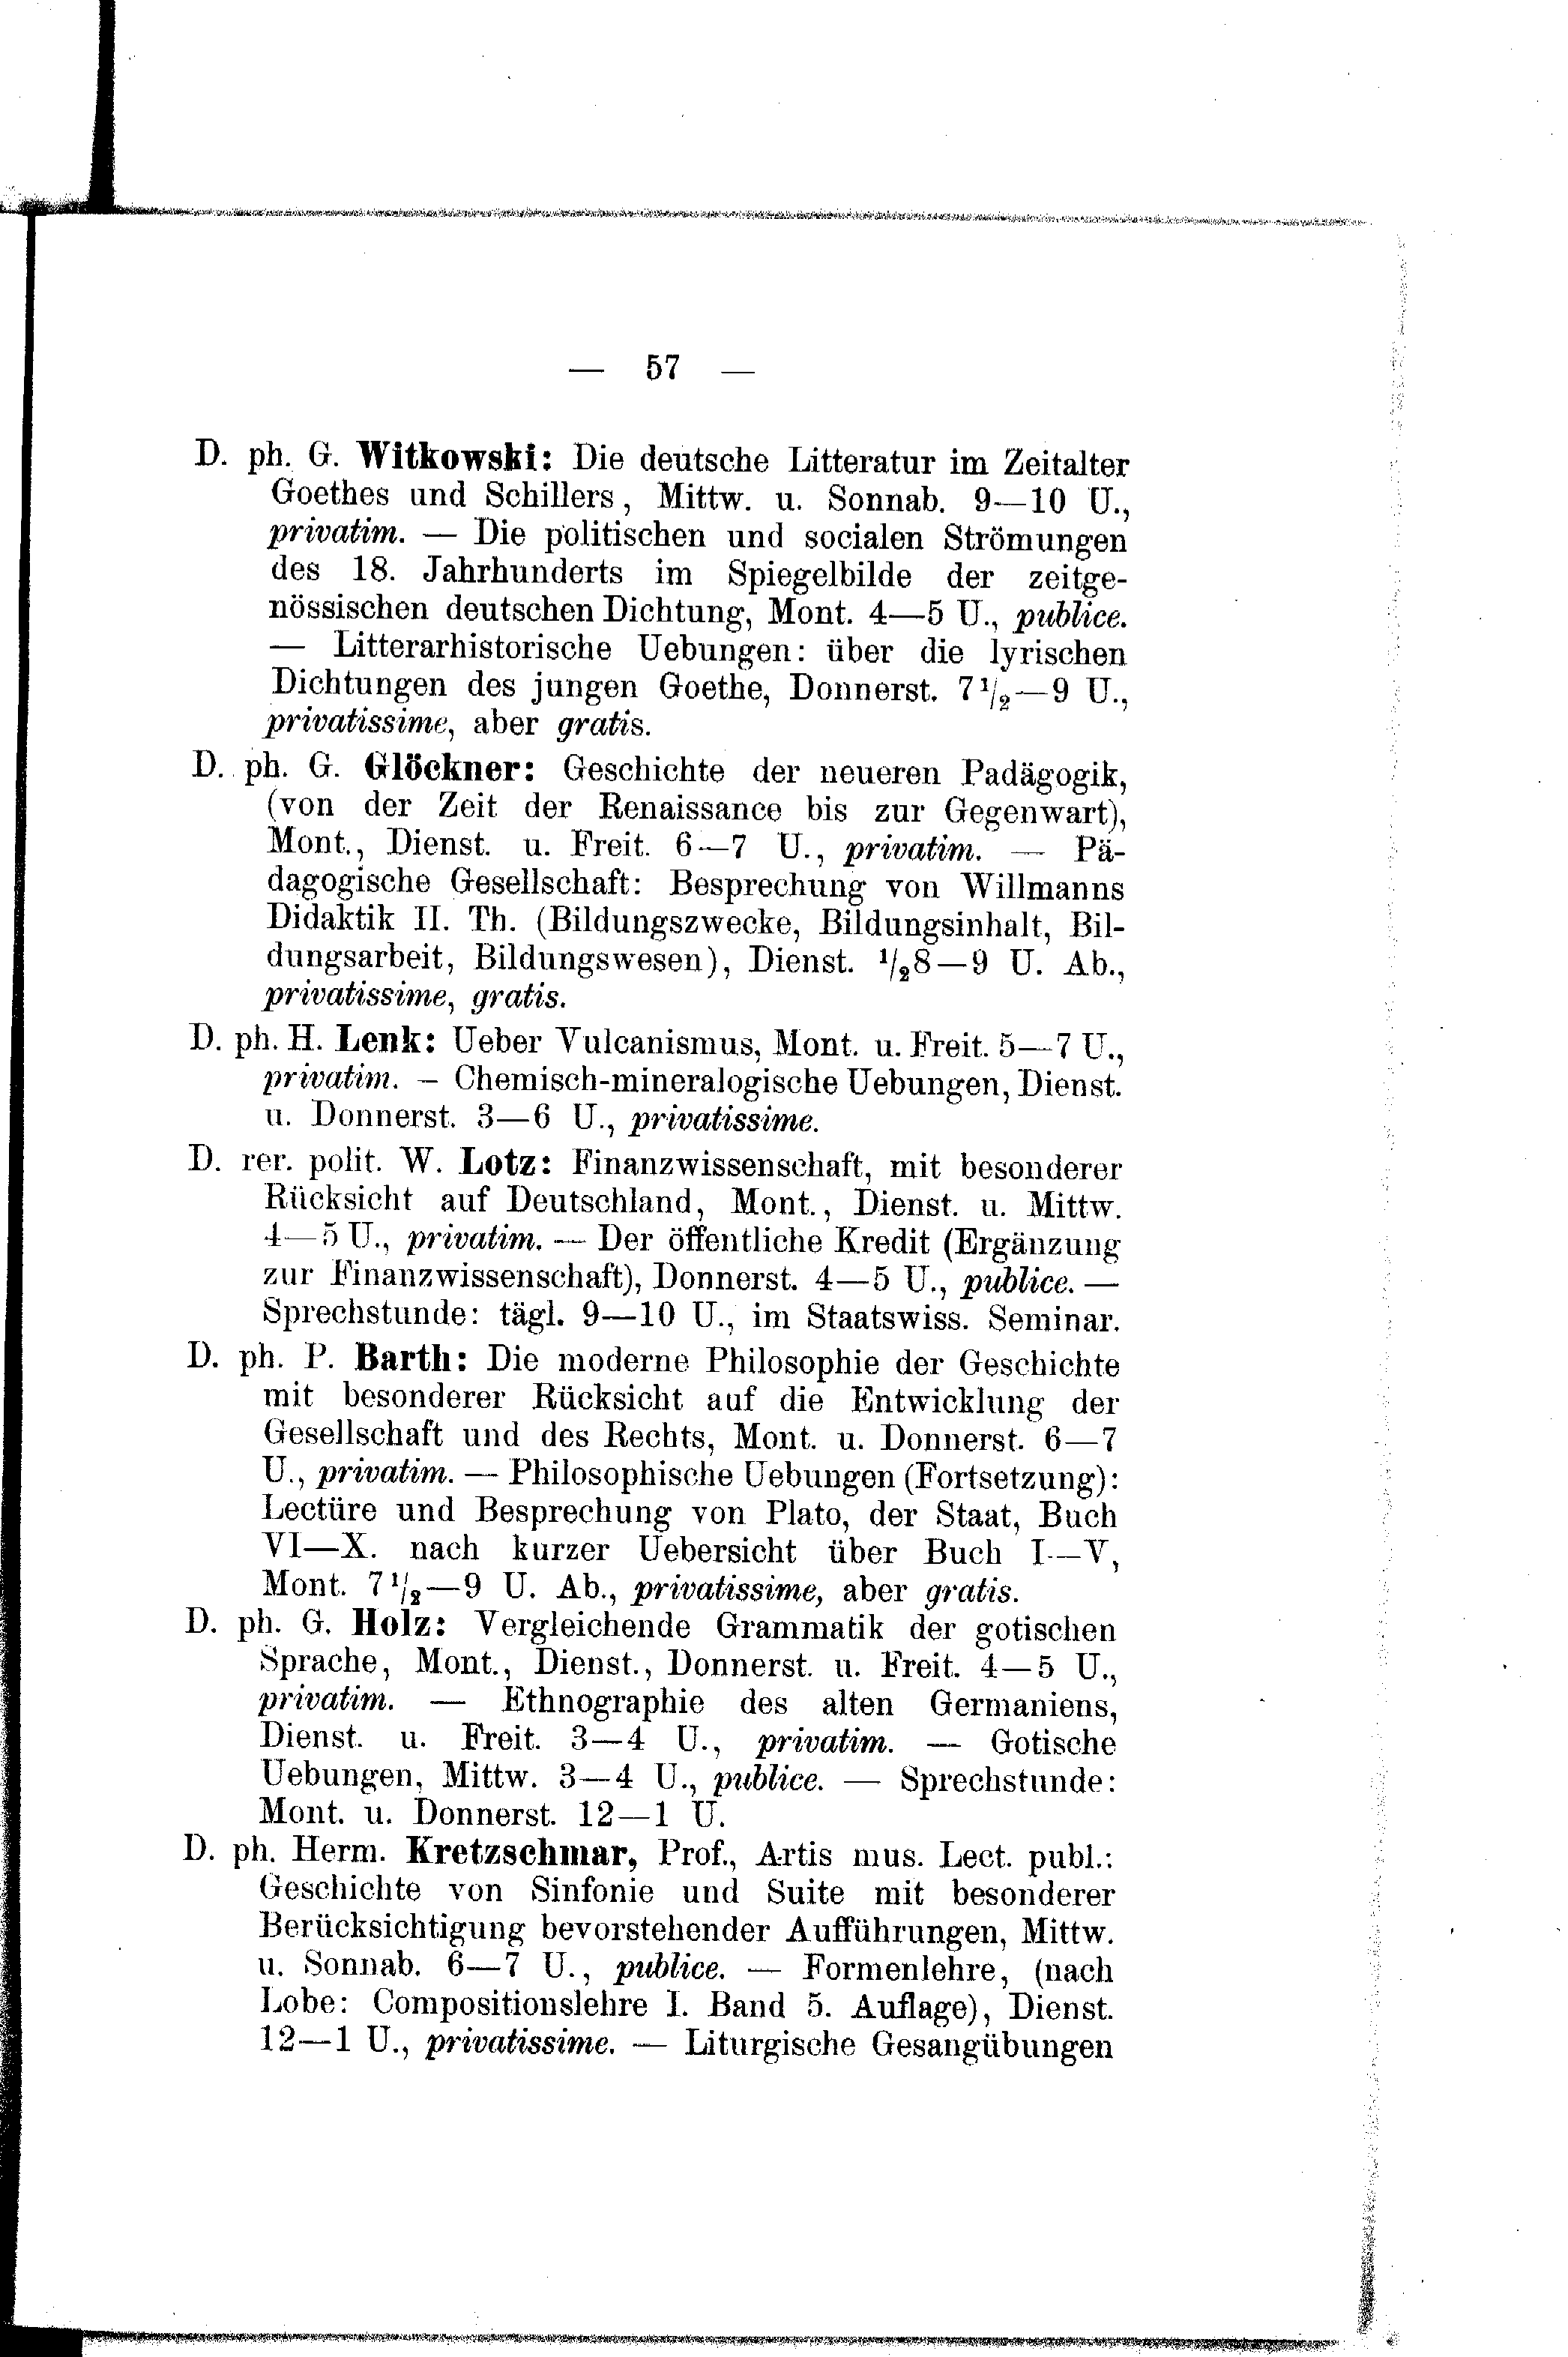 — 57 —
D. ph. G. Witkowski: Die deutsche Litteratur im Zeitalter
Goethes und Schillers, Mittw. u. Sonnab. 9—10 U.,
privatim. — Die politischen und socialen Strömungen
des 18. Jahrhunderts im Spiegelbilde der zeitge-
nössischen deutschen Dichtung, Mont. 4—5 U., publice.
— Litterarhistorische Uebungen: über die lyrischen
Dichtungen des jungen Goethe, Donnerst. 7 1/2—9 U.,
privatissime, aber gratis.
D. ph. G. Glöckner: Geschichte der neueren Padägogik,
(von der Zeit der Renaissance bis zur Gegenwart),
Mont., Dienst. u. Freit. 6—7 U., privatim. — Pä-
dagogische Gesellschaft: Besprechung von Willmanns
Didaktik II. Th. (Bildungszwecke, Bildungsinhalt, Bil-
dungsarbeit, Bildungswesen), Dienst. 1/28—9 U. Ab.,
privatissime, gratis.
D. ph. H. Lenk: Ueber Vulcanismus, Mont. u. Freit. 5—7 U.,
privatim. – Chemisch-mineralogische Uebungen, Dienst.
u. Donnerst. 3—6 U., privatissime.
D. rer. polit. W. Lotz: Finanzwissenschaft, mit besonderer
Rücksicht auf Deutschland, Mont., Dienst. u. Mittw.
4—5 U., privatim. — Der öffentliche Kredit (Ergänzung
zur Finanzwissenschaft), Donnerst. 4—5 U., publice. —
Sprechstunde: tägl. 9—10 U., im Staatswiss. Seminar.
D. ph. P. Barth: Die moderne Philosophie der Geschichte
mit besonderer Rücksicht auf die Entwicklung der
Gesellschaft und des Rechts, Mont. u. Donnerst. 6—7
U., privatim. — Philosophische Uebungen (Fortsetzung):
Lectüre und Besprechung von Plato, der Staat, Buch
VI—X. nach kurzer Uebersicht über Buch I—V,
Mont. 7 1/2—9 U. Ab., privatissime, aber gratis.
D. ph. G. Holz: Vergleichende Grammatik der gotischen
Sprache, Mont., Dienst., Donnerst. u. Freit. 4—5 U.,
privatim. — Ethnographie des alten Germaniens,
Dienst. u. Freit. 3—4 U., privatim. — Gotische
Uebungen, Mittw. 3—4 U., publice. — Sprechstunde:
Mont. u. Donnerst. 12—1 U.
D. ph. Herm. Kretzschmar, Prof., Artis mus. Lect. publ.:
Geschichte von Sinfonie und Suite mit besonderer
Berücksichtigung bevorstehender Aufführungen, Mittw.
u. Sonnab. 6—7 U., publice. — Formenlehre, (nach
Lobe: Compositionslehre I. Band 5. Auflage), Dienst.
12—1 U., privatissime. — Liturgische Gesangübungen